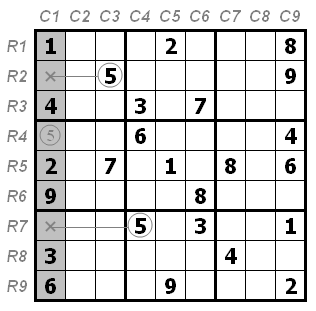 C1 C2 C3 C4 C5 C6 C7 C8 C9
R1 1 2 8
R2 × 5 9
R3 4 3 7
R4 5 6 4
R5 2 7 1 8 6
R6 9 8
R7 × 5 3 1
R8 3 4
R9 6 9 2